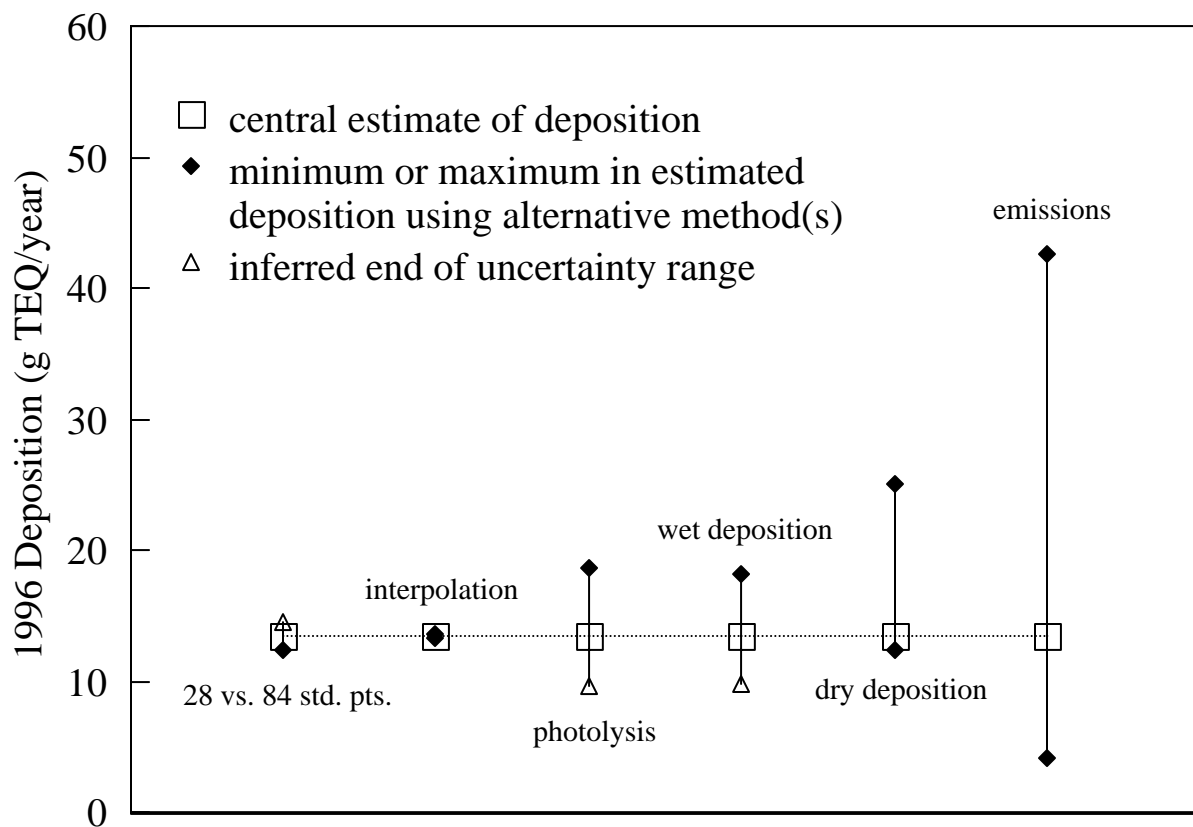 60
50
40
30
20
10
0
1996 Deposition (g TEQ/year)
central estimate of deposition
minimum or maximum in estimated
deposition using alternative method(s)
inferred end of uncertainty range
emissions
wet deposition
interpolation
28 vs. 84 std. pts.
dry deposition
photolysis